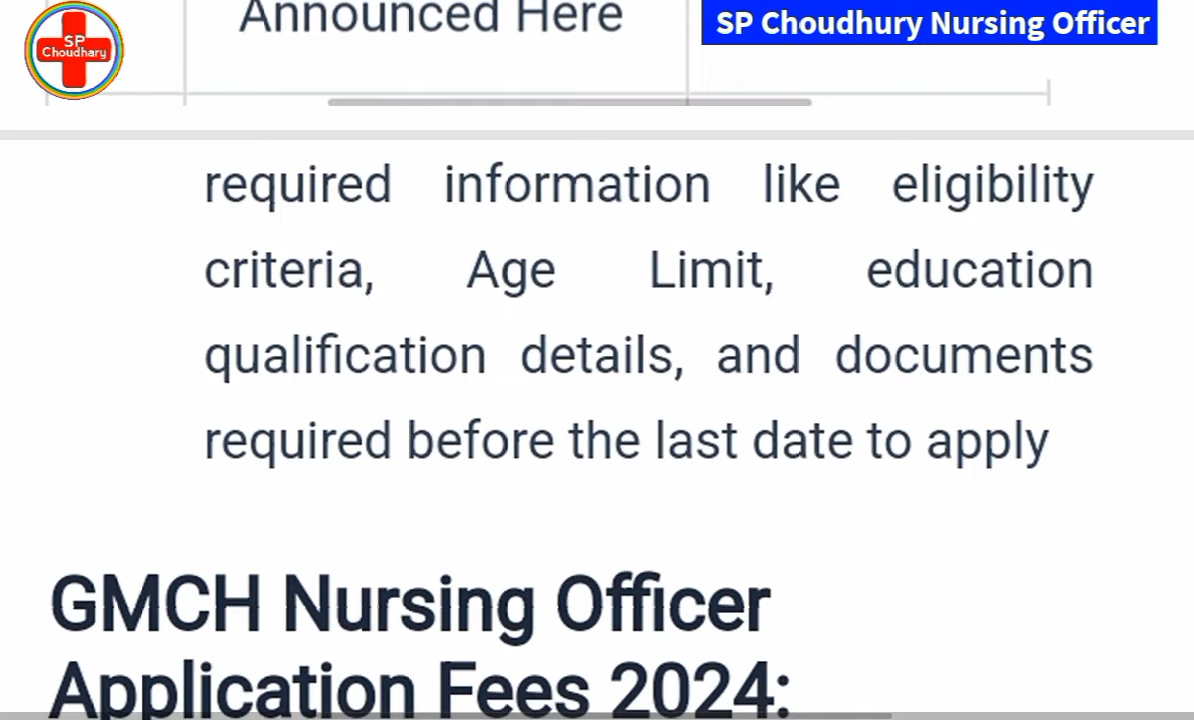 Announced Here
SP Choudhury Nursing Officer
SP
Choudhary
required information like eligibility
criteria, Age Limit, education
qualification details, and documents
required before the last date to apply
GMCH Nursing Officer
Application Fees 2024: